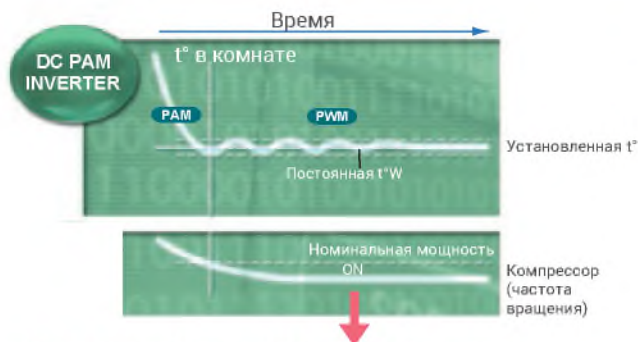 Время
DC PAM
INVERTER
t° в комнате
PAM
PWM
Установленная t°
Постоянная t°W
Номинальная мощность
ON
Компрессор
(частота
вращения)